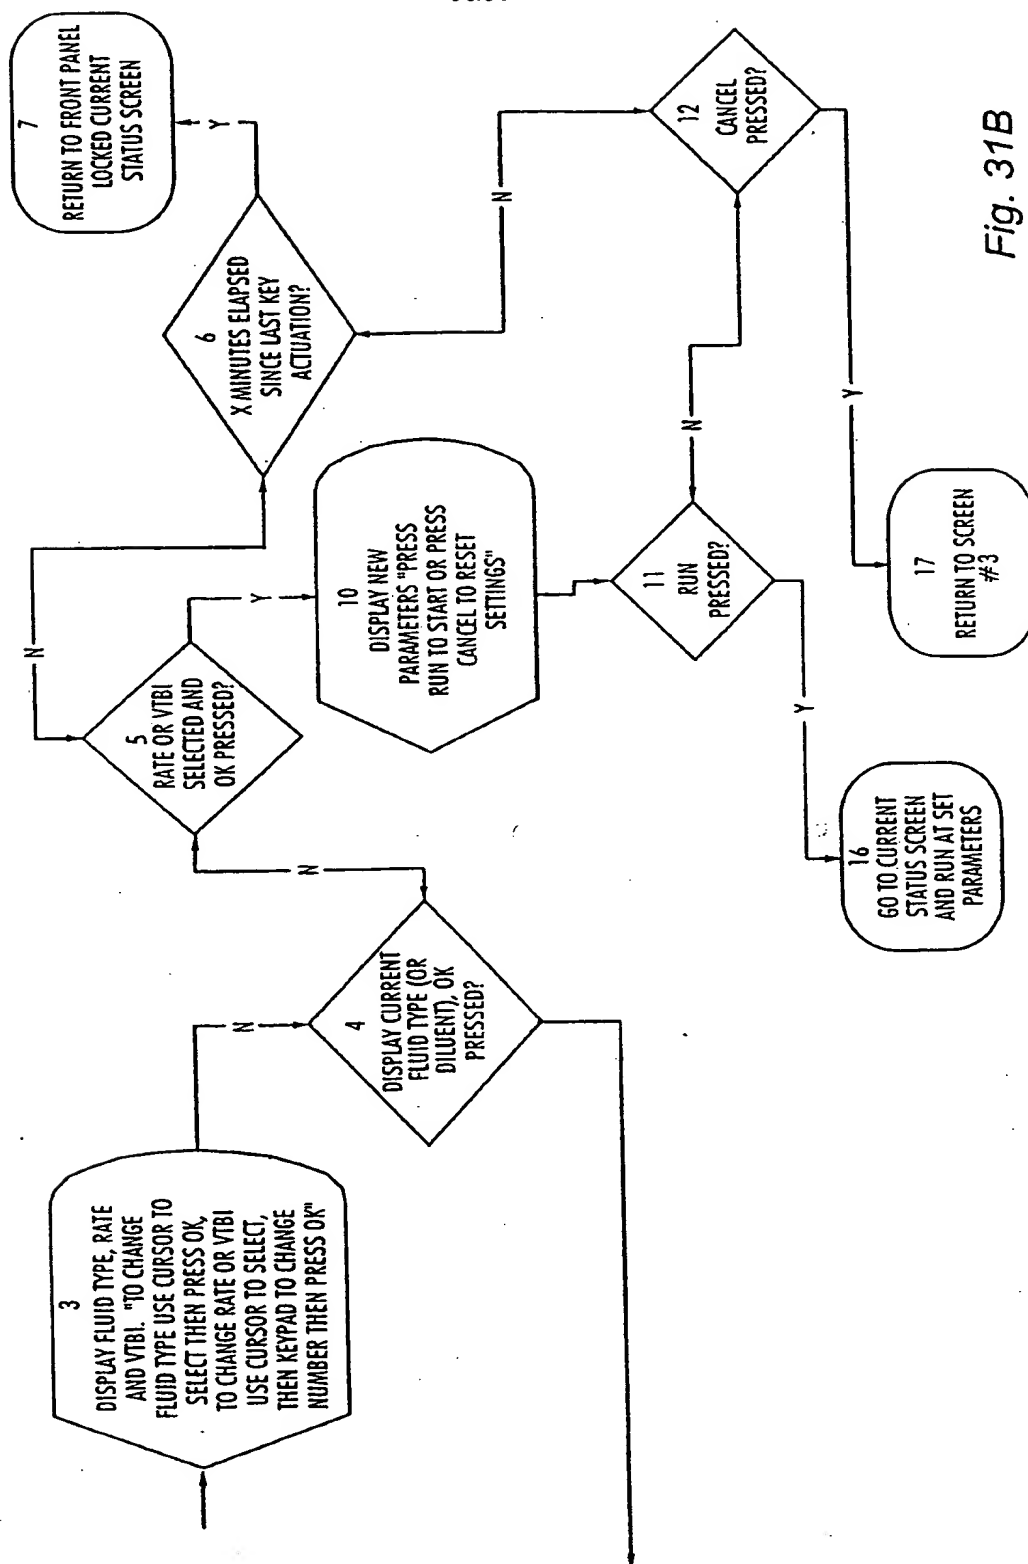 3
DISPLAY FLUID TYPE, RATE
AND VTBI. "TO CHANGE
FLUID TYPE USE CURSOR TO
SELECT THEN PRESS OK,
TO CHANGE RATE OR VTBI
USE CURSOR TO SELECT,
THEN KEYPAD TO CHANGE
NUMBER THEN PRESS OK"
N
4
DISPLAY CURRENT
FLUID TYPE (OR
DILUENT), OK
PRESSED?
N
5
RATE OR VTBI
SELECTED AND
OK PRESSED?
N
Y
6
X MINUTES ELAPSED
SINCE LAST KEY
ACTUATION?
Y
7
RETURN TO FRONT PANEL
LOCKED CURRENT
STATUS SCREEN
N
10
DISPLAY NEW
PARAMETERS "PRESS
RUN TO START OR PRESS
CANCEL TO RESET
SETTINGS"
11
RUN
PRESSED?
N
Y
12
CANCEL
PRESSED?
Y
16
GO TO CURRENT
STATUS SCREEN
AND RUN AT SET
PARAMETERS
17
RETURN TO SCREEN
#3
Fig. 31B